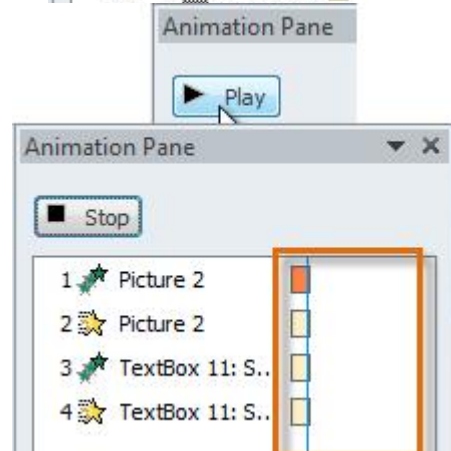 Animation Pane
Play
Animation Pane
Stop
1 Picture 2
2 Picture 2
3 TextBox 11: S..
4 TextBox 11: S..